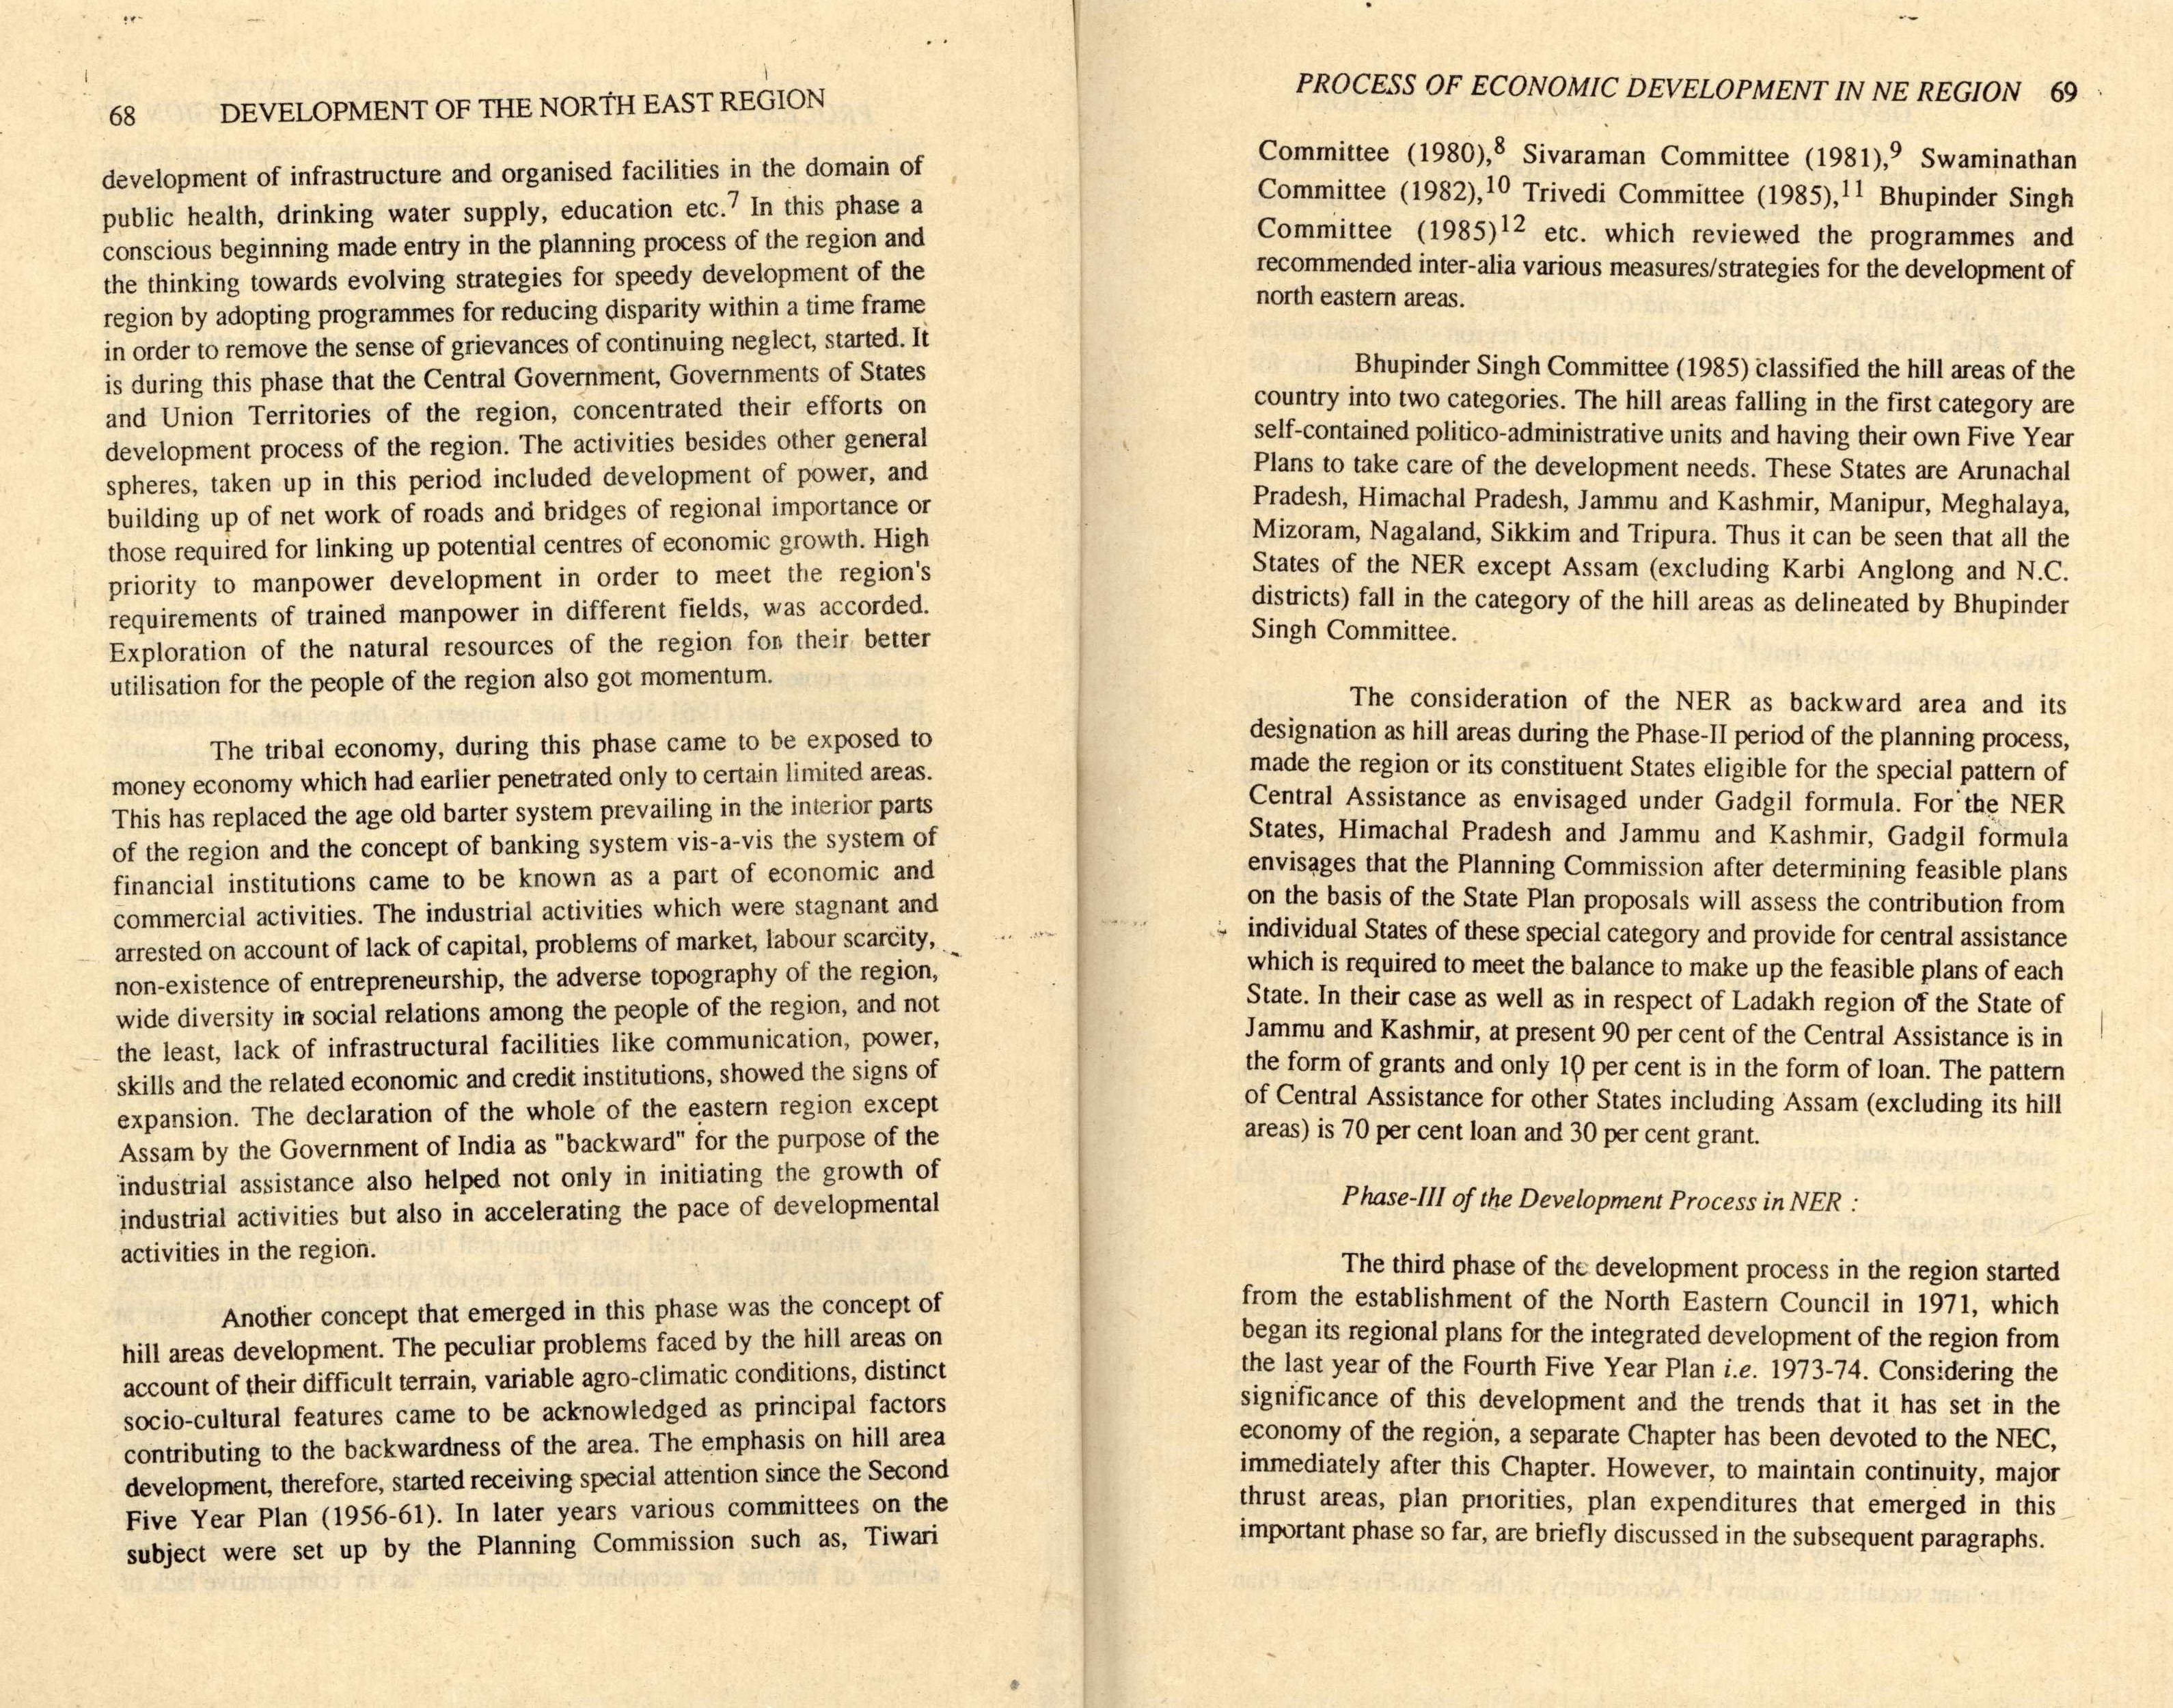 68 DEVELOPMENT OF THE NORTH EAST REGION
development of infrastructure and organised facilities in the domain of
public health, drinking water supply, education etc.7 In this phase a
conscious beginning made entry in the planning process of the region and
the thinking towards evolving strategies for speedy development of the
region by adopting programmes for reducing disparity within a time frame
in order to remove the sense of grievances of continuing neglect, started. It
is during this phase that the Central Government, Governments of States
and Union Territories of the region, concentrated their efforts on
development process of the region. The activities besides other general
spheres, taken up in this period included development of power, and
building up of net work of roads and bridges of regional importance or
those required for linking up potential centres of economic growth. High
priority to manpower development in order to meet the region's
requirements of trained manpower in different fields, was accorded.
Exploration of the natural resources of the region for their better
utilisation for the people of the region also got momentum.
The tribal economy, during this phase came to be exposed to
money economy which had earlier penetrated only to certain limited areas.
This has replaced the age old barter system prevailing in the interior parts
of the region and the concept of banking system vis-a-vis the system of
financial institutions came to be known as a part of economic and
commercial activities. The industrial activities which were stagnant and
arrested on account of lack of capital, problems of market, labour scarcity,
non-existence of entrepreneurship, the adverse topography of the region,
wide diversity in social relations among the people of the region, and not
the least, lack of infrastructural facilities like communication, power,
skills and the related economic and credit institutions, showed the signs of
expansion. The declaration of the whole of the eastern region except
Assam by the Government of India as "backward" for the purpose of the
industrial assistance also helped not only in initiating the growth of
industrial activities but also in accelerating the pace of developmental
activities in the region.
Another concept that emerged in this phase was the concept of
hill areas development. The peculiar problems faced by the hill areas on
account of their difficult terrain, variable agro-climatic conditions, distinct
socio-cultural features came to be acknowledged as principal factors
contributing to the backwardness of the area. The emphasis on hill area
development, therefore, started receiving special attention since the Second
Five Year Plan (1956-61). In later years various committees on the
subject were set up by the Planning Commission such as, Tiwari
PROCESS OF ECONOMIC DEVELOPMENT IN NE REGION 69
Committee (1980),8 Sivaraman Committee (1981),9 Swaminathan
Committee (1982),10 Trivedi Committee (1985),11 Bhupinder Singh
Committee (1985)12 etc. which reviewed the programmes and
recommended inter-alia various measures/strategies for the development of
north eastern areas.
Bhupinder Singh Committee (1985) classified the hill areas of the
country into two categories. The hill areas falling in the first category are
self-contained politico-administrative units and having their own Five Year
Plans to take care of the development needs. These States are Arunachal
Pradesh, Himachal Pradesh, Jammu and Kashmir, Manipur, Meghalaya,
Mizoram, Nagaland, Sikkim and Tripura. Thus it can be seen that all the
States of the NER except Assam (excluding Karbi Anglong and N.C.
districts) fall in the category of the hill areas as delineated by Bhupinder
Singh Committee.
The consideration of the NER as backward area and its
designation as hill areas during the Phase-II period of the planning process,
made the region or its constituent States eligible for the special pattern of
Central Assistance as envisaged under Gadgil formula. For the NER
States, Himachal Pradesh and Jammu and Kashmir, Gadgil formula
envisages that the Planning Commission after determining feasible plans
on the basis of the State Plan proposals will assess the contribution from
individual States of these special category and provide for central assistance
which is required to meet the balance to make up the feasible plans of each
State. In their case as well as in respect of Ladakh region of the State of
Jammu and Kashmir, at present 90 per cent of the Central Assistance is in
the form of grants and only 10 per cent is in the form of loan. The pattern
of Central Assistance for other States including Assam (excluding its hill
areas) is 70 per cent loan and 30 per cent grant.
Phase-III of the Development Process in NER :
The third phase of the development process in the region started
from the establishment of the North Eastern Council in 1971, which
began its regional plans for the integrated development of the region from
the last year of the Fourth Five Year Plan i.e. 1973-74. Considering the
significance of this development and the trends that it has set in the
economy of the region, a separate Chapter has been devoted to the NEC,
immediately after this Chapter. However, to maintain continuity, major
thrust areas, plan priorities, plan expenditures that emerged in this
important phase so far, are briefly discussed in the subsequent paragraphs.